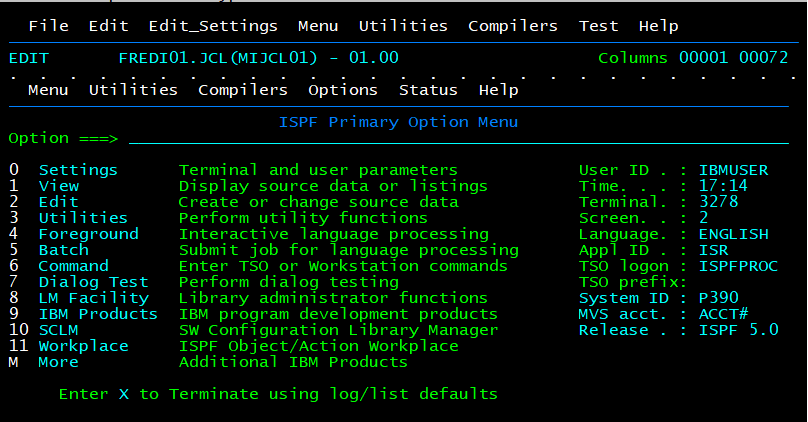 File Edit Edit_Settings Menu Utilities Compilers Test Help
EDIT FREDI01.JCL(MIJCL01) - 01.00 Columns 00001 00072
. . . . . . . . . . . . . . . . . . . . . . . . . . .
Menu Utilities Compilers Options Status Help
ISPF Primary Option Menu
Option ===>
0 Settings Terminal and user parameters User ID . : IBMUSER
1 View Display source data or listings Time. . . : 17:14
2 Edit Create or change source data Terminal. : 3278
3 Utilities Perform utility functions Screen. . : 2
4 Foreground Interactive language processing Language. : ENGLISH
5 Batch Submit job for language processing Appl ID . : ISR
6 Command Enter TSO or Workstation commands TSO logon : ISPFPROC
7 Dialog Test Perform dialog testing TSO prefix:
8 LM Facility Library administrator functions System ID : P390
9 IBM Products IBM program development products MVS acct. : ACCT#
10 SCLM SW Configuration Library Manager Release . : ISPF 5.0
11 Workplace ISPF Object/Action Workplace
M More Additional IBM Products
Enter X to Terminate using log/list defaults